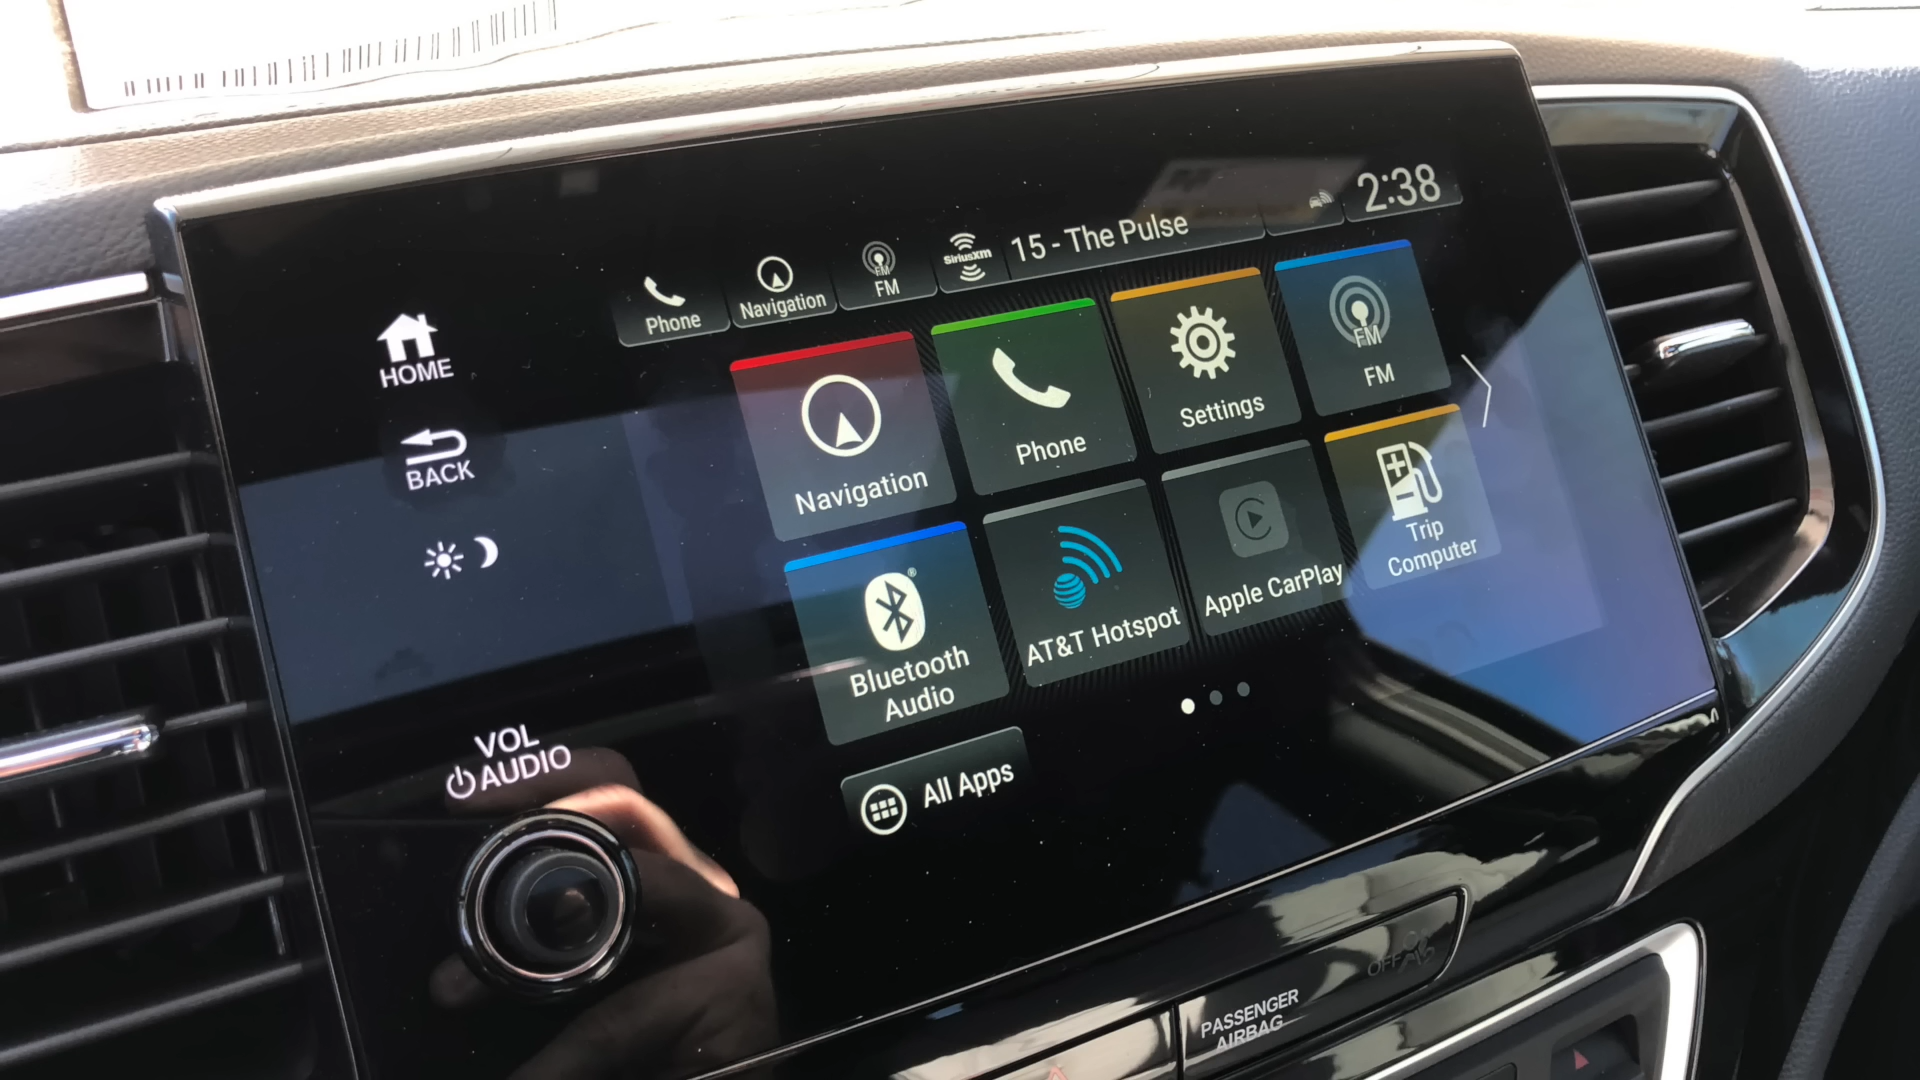 2:38
15 - The Pulse
SiriusXM
FM
FM
Navigation
Phone
HOME
BACK
Navigation
Phone
Settings
FM
FM
Bluetooth
Audio
®
AT&T Hotspot
Apple CarPlay
Trip
Computer
All Apps
VOL
AUDIO
PASSENGER
AIRBAG
OFF